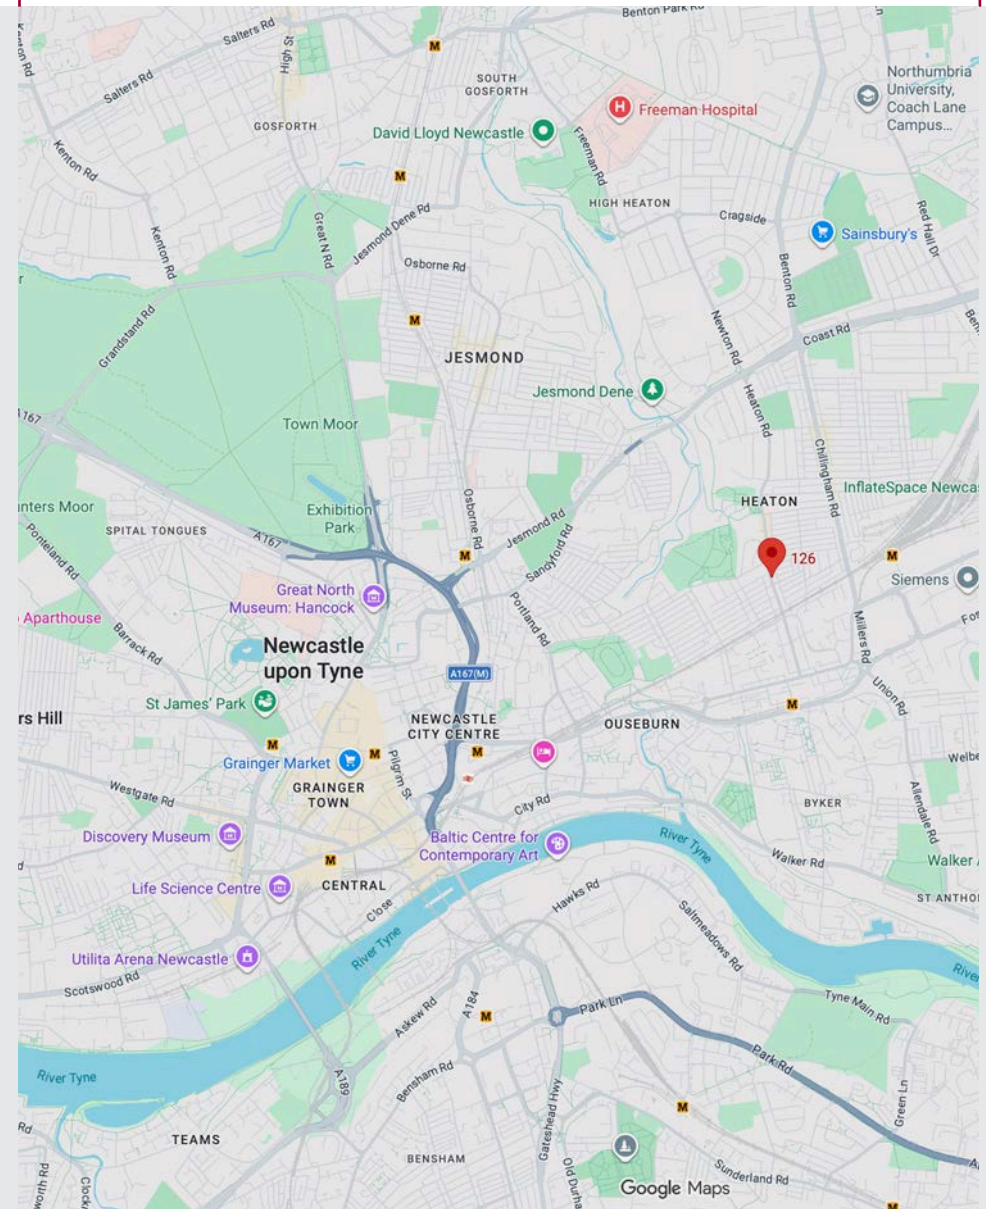 Benton Park Rd
Salters Rd
Kenton Rd
High St
M
SOUTH
GOSFORTH
Northumbria
University,
Coach Lane
Campus...
Salters Rd
H
Freeman Hospital
GOSFORTH
David Lloyd Newcastle
Freeman Rd
Kenton Rd
M
HIGH HEATON
Cragside
Red Hall Dr
Great N Rd
Jesmond Dene Rd
Sainsbury's
Kenton Rd
Osborne Rd
Benton Rd
Grandstand Rd
M
Newton Rd
Coast Rd
JESMOND
Jesmond Dene
Heaton Rd
Town Moor
Chillingham Rd
InflateSpace Newcas
HEATON
Exhibition
Park
SPITAL TONGUES
A167
Osborne Rd
Jesmond Rd
Sandyford Rd
Ponteland Rd
M
126
M
Siemens
Great North
Museum: Hancock
Portland Rd
Aparthouse
Barrack Rd
Millers Rd
Newcastle
upon Tyne
A167(M)
Union Rd
St James' Park
M
rs Hill
NEWCASTLE
CITY CENTRE
OUSEBURN
M
M
M
Grainger Market
Pilgrim St
GRAINGER
TOWN
Westgate Rd
City Rd
BYKER
Allendale Rd
Discovery Museum
Baltic Centre for
Contemporary Art
River Tyne
M
Walker Rd
Walker
Life Science Centre
CENTRAL
Hawks Rd
ST ANTHO
Close
Saltmeadows Rd
River Tyne
Utilita Arena Newcastle
Scotswood Rd
River
Tyne Main Rd
A184
Askew Rd
M
Park Ln
River Tyne
A189
Park Rd
Bensham Rd
Green Ln
Gateshead Hwy
M
TEAMS
BENSHAM
Old Durha
Sunderland Rd
Google Maps
M